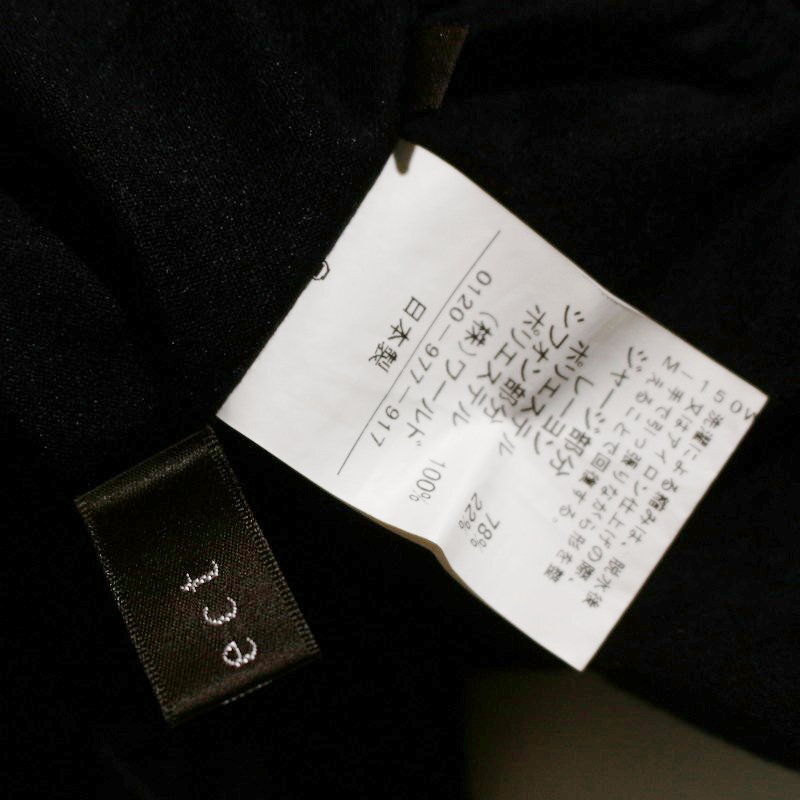 M-150W
洗濯による縮みは、脱水後
又はアイロン仕上げの際、
手で引っ張りながら形を整
えることで回復する。
ジャージ部分
レーヨン 78%
ポリエステル 22%
シフォン部分
ポリエステル 100%
(株)ワールド
0120-977-917
日本製
ect